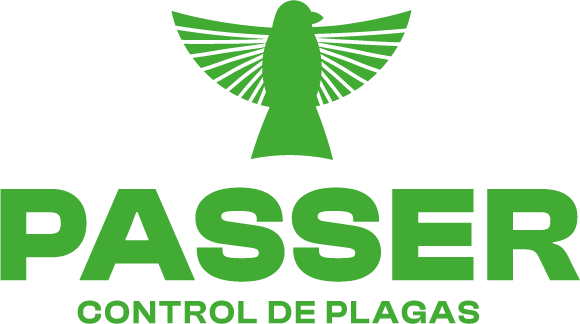 PASSER
CONTROL DE PLAGAS